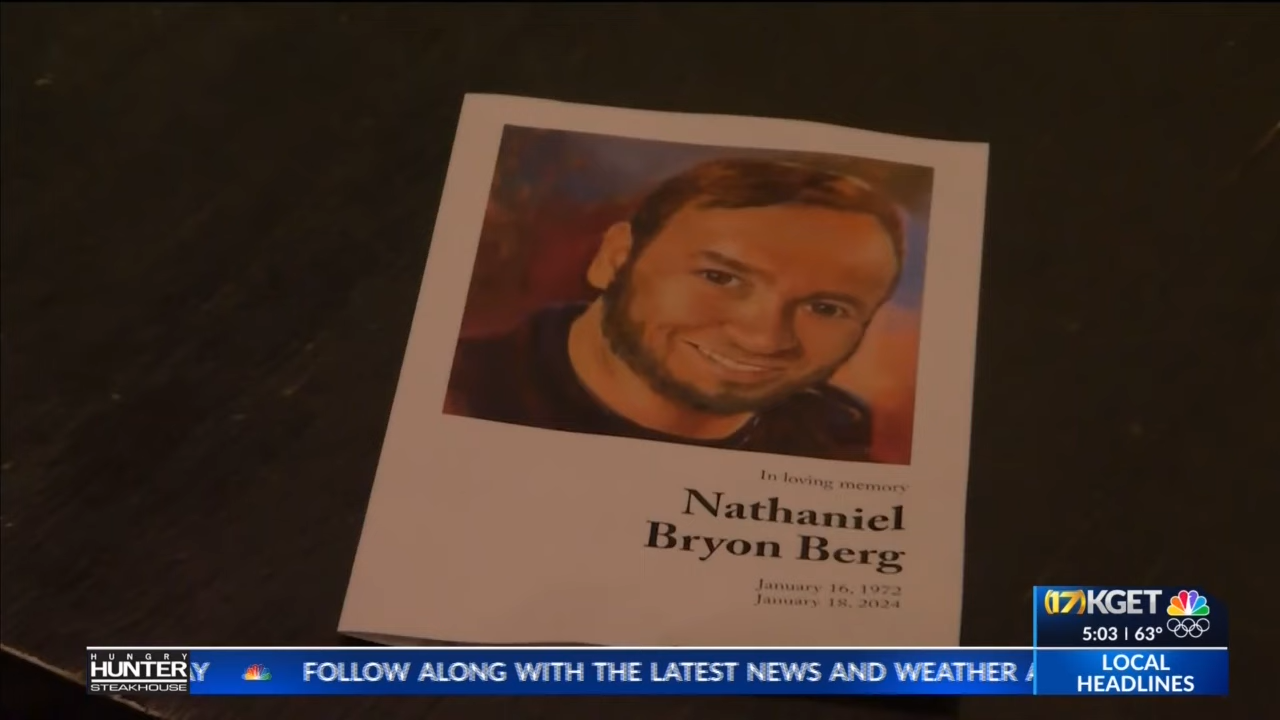 In loving memory
Nathaniel
Bryon Berg
January 16, 1972
January 18, 2024
17 KGET
5:03 | 63°
LOCAL
HEADLINES
HUNGRY
HUNTER
STEAKHOUSE
Y FOLLOW ALONG WITH THE LATEST NEWS AND WEATHER A